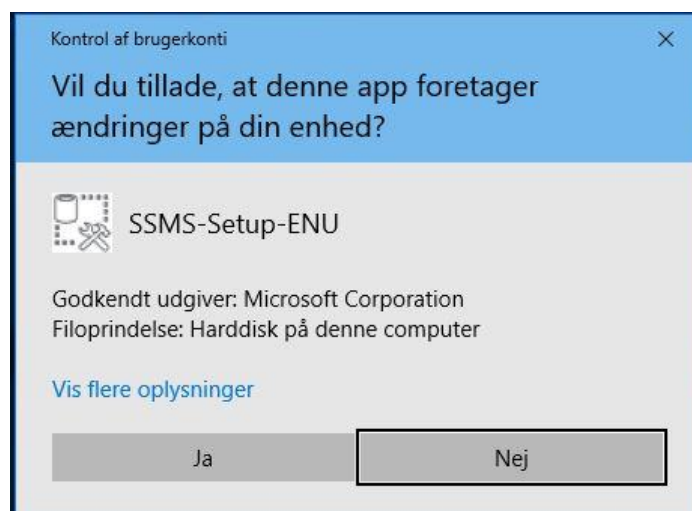 Kontrol af brugerkonti
Vil du tillade, at denne app foretager
ændringer på din enhed?
SSMS-Setup-ENU
Godkendt udgiver: Microsoft Corporation
Filoprindelse: Harddisk på denne computer
Vis flere oplysninger
Ja
Nej